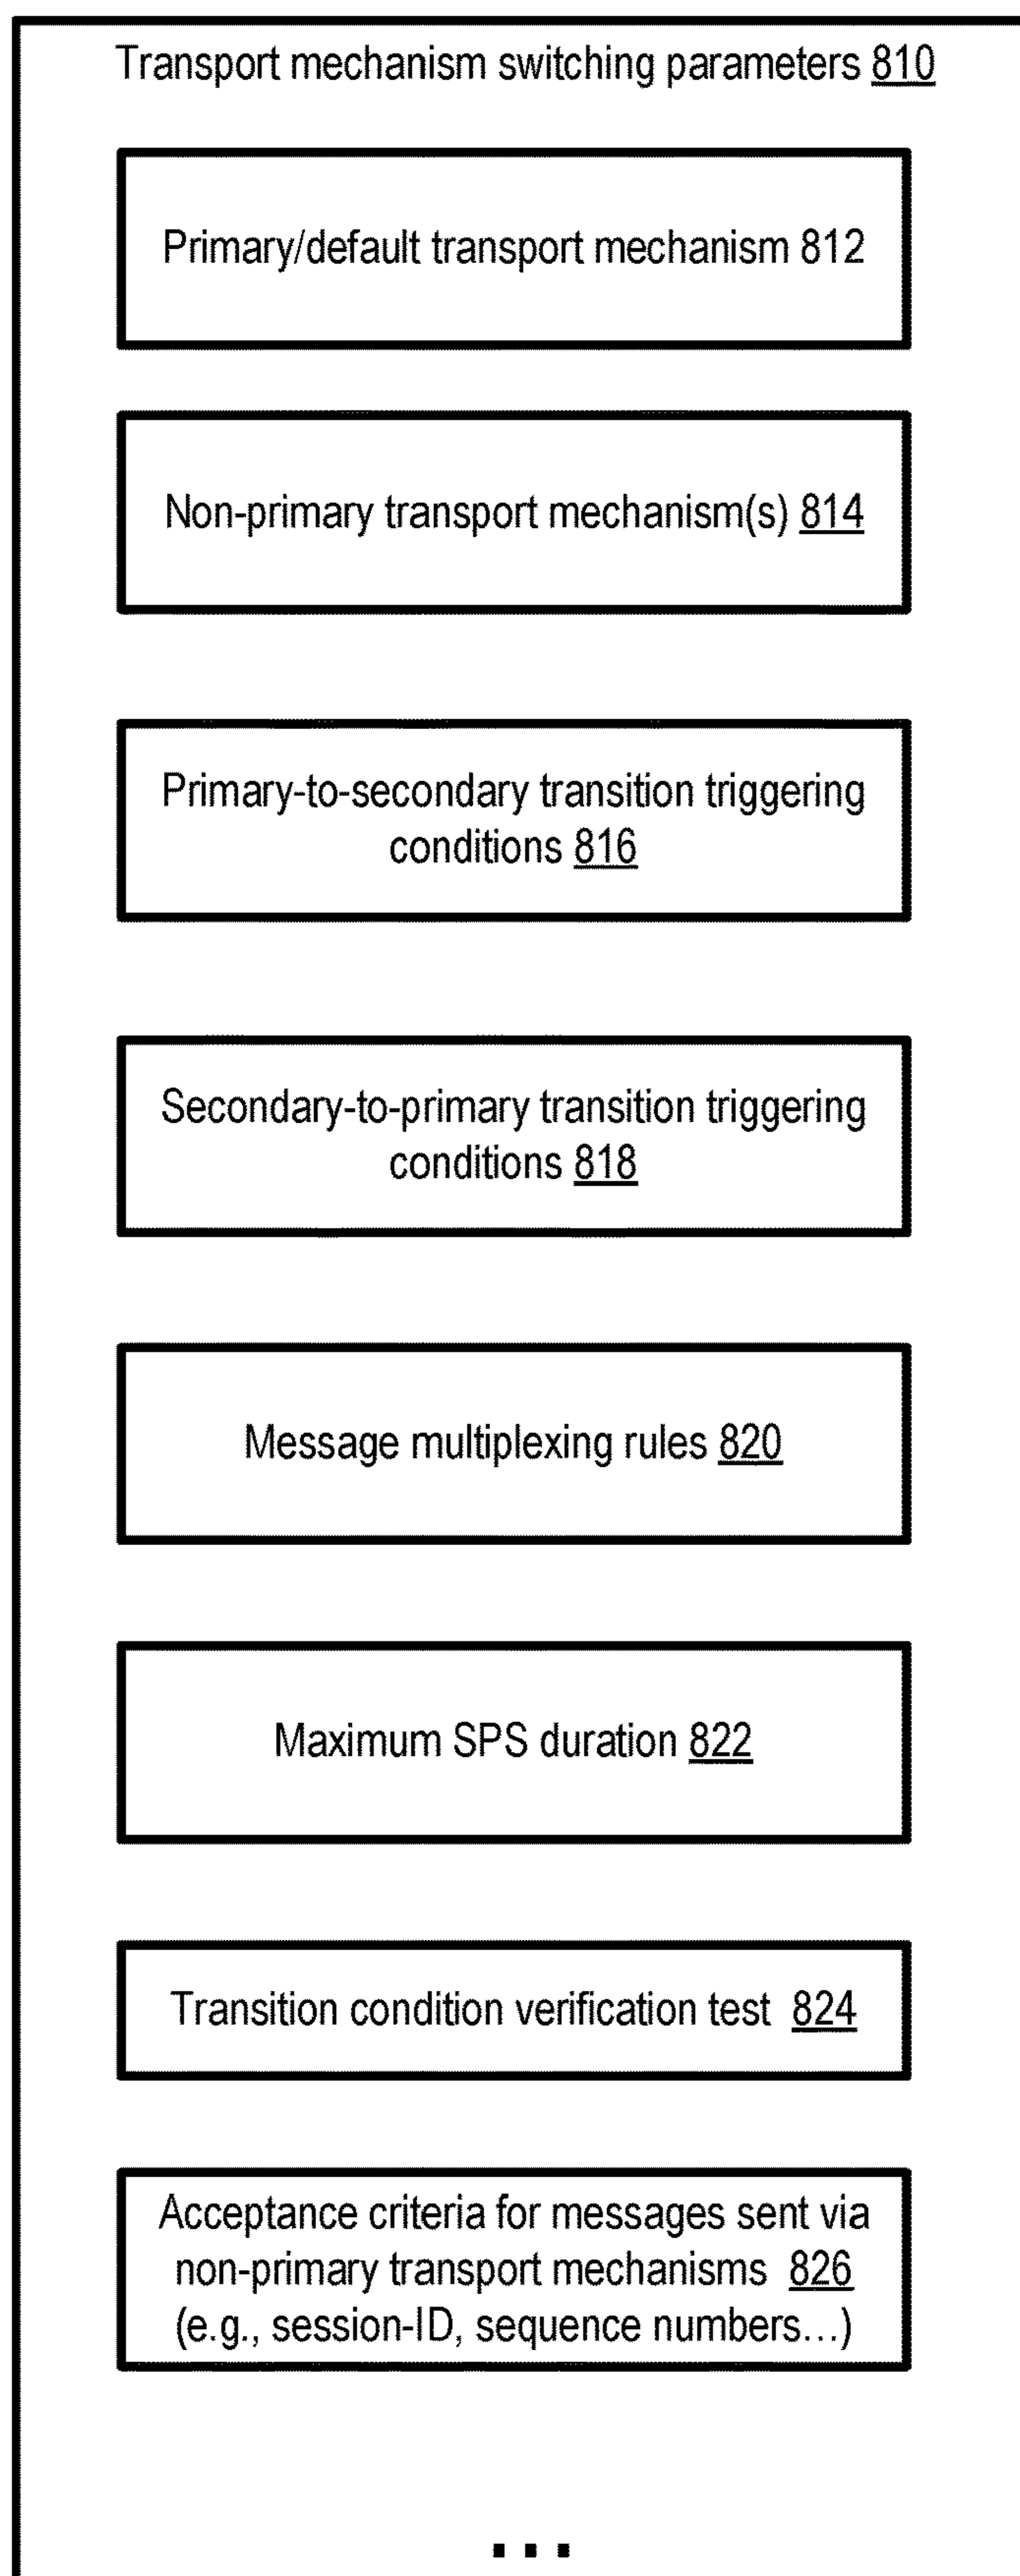 Transport mechanism switching parameters 810
Primary/default transport mechanism 812
Non-primary transport mechanism(s) 814
Primary-to-secondary transition triggering
conditions 816
Secondary-to-primary transition triggering
conditions 818
Message multiplexing rules 820
Maximum SPS duration 822
Transition condition verification test 824
Acceptance criteria for messages sent via
non-primary transport mechanisms 826
(e.g., session-ID, sequence numbers…)
...